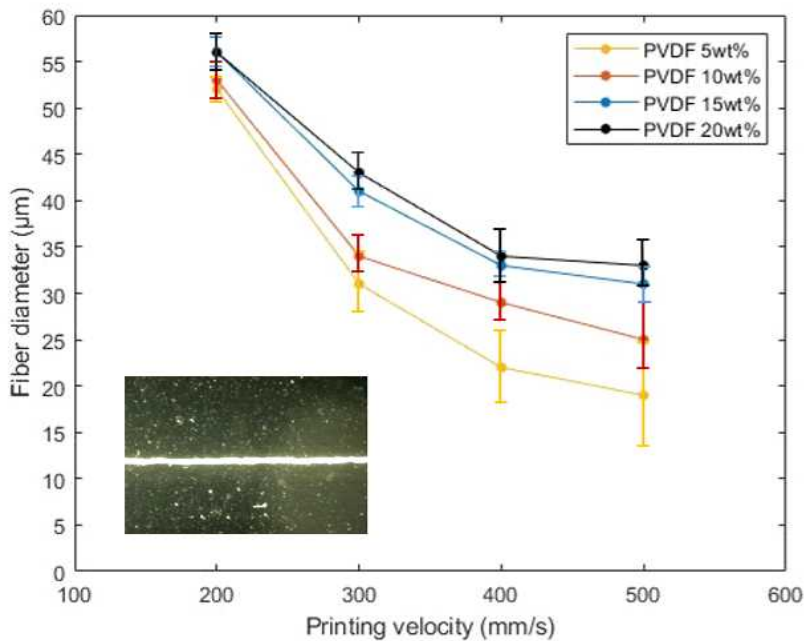 60
55
50
45
40
35
30
25
20
15
10
5
0
Fiber diameter (µm)
PVDF 5wt%
PVDF 10wt%
PVDF 15wt%
PVDF 20wt%
100 200 300 400 500 600
Printing velocity (mm/s)